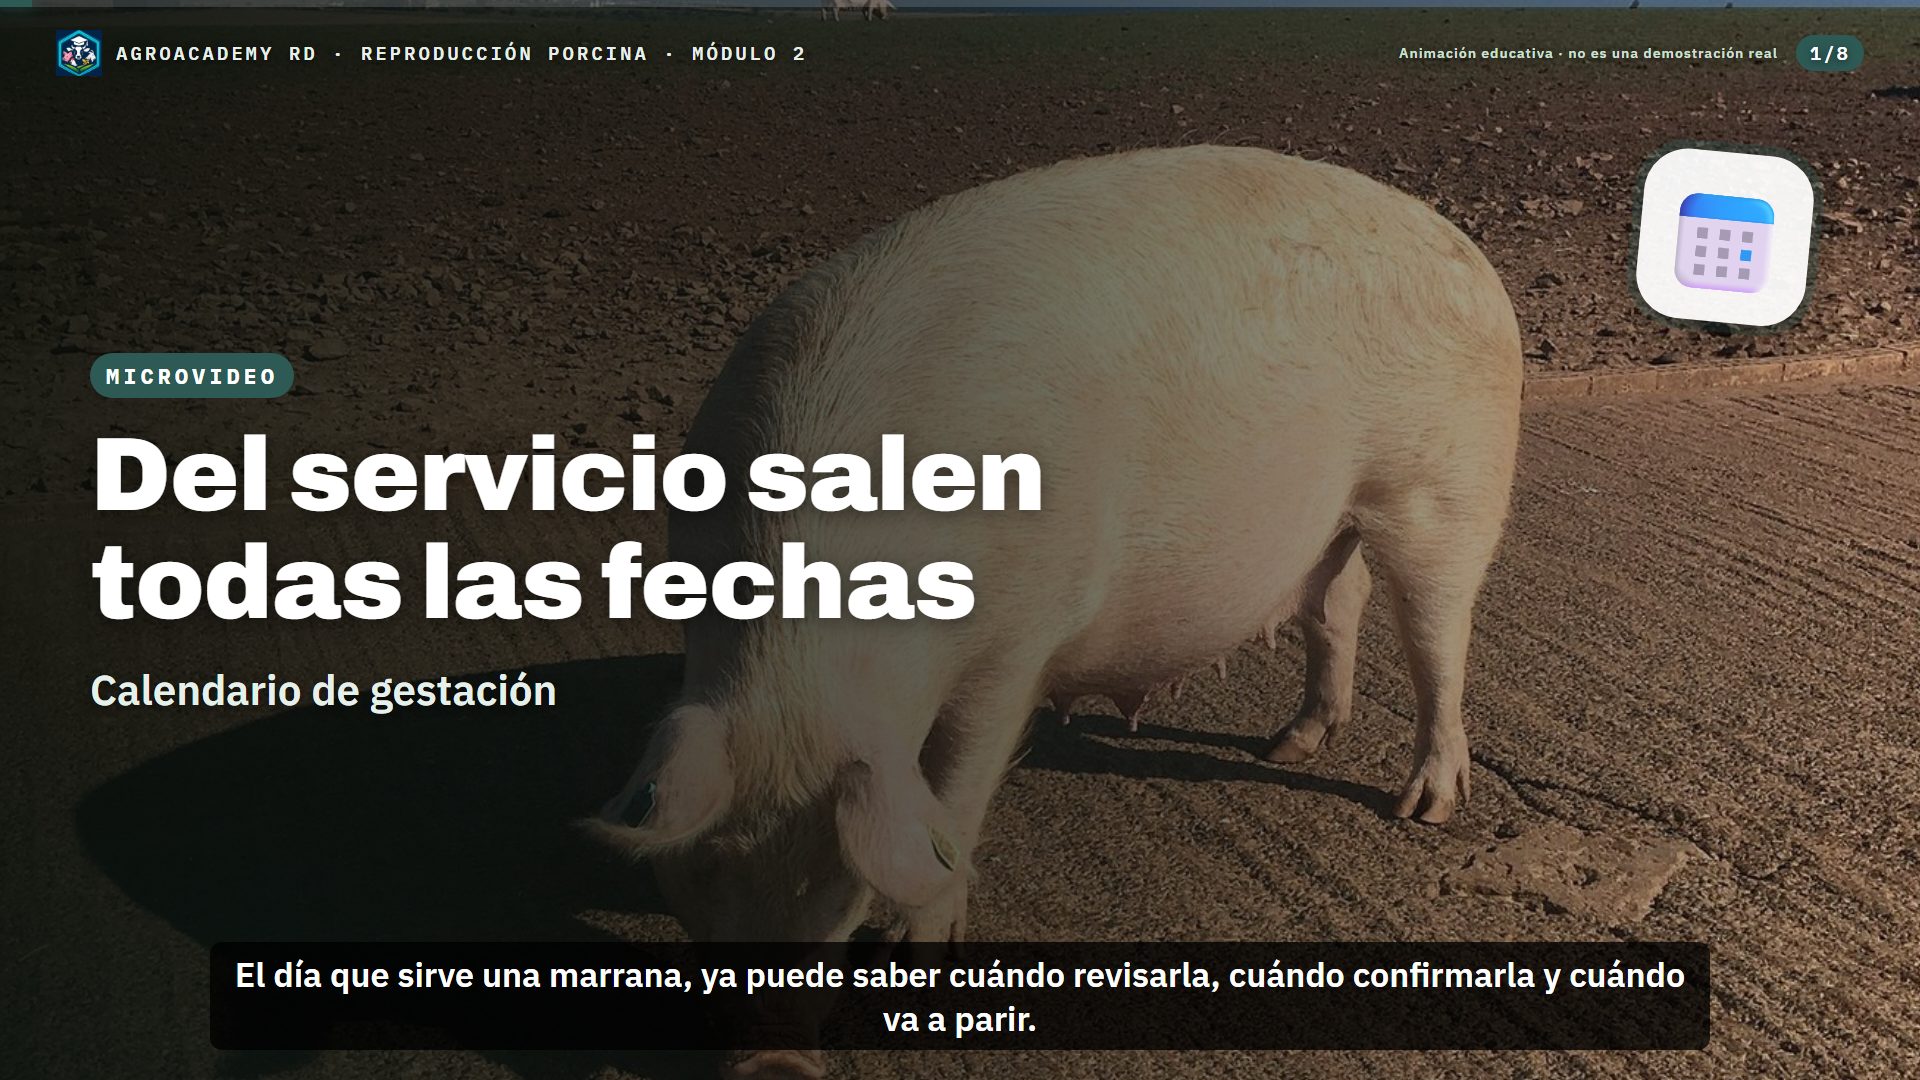 AGROACADEMY RD · REPRODUCCIÓN PORCINA · MÓDULO 2
Animación educativa · no es una demostración real
1/8
MICROVIDEO
Del servicio salen
todas las fechas
Calendario de gestación
El día que sirve una marrana, ya puede saber cuándo revisarla, cuándo confirmarla y cuándo
va a parir.